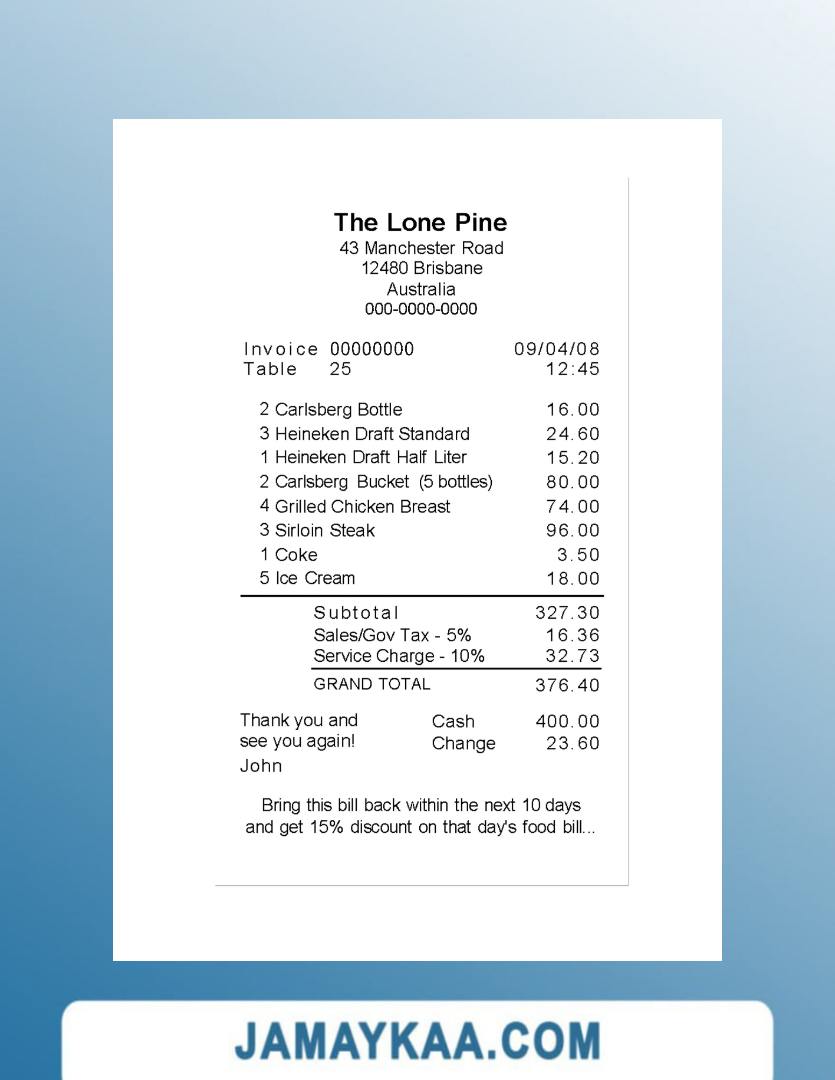 The Lone Pine
43 Manchester Road
12480 Brisbane
Australia
000-0000-0000
Invoice 00000000 09/04/08
Table 25 12:45
2 Carlsberg Bottle 16.00
3 Heineken Draft Standard 24.60
1 Heineken Draft Half Liter 15.20
2 Carlsberg Bucket (5 bottles) 80.00
4 Grilled Chicken Breast 74.00
3 Sirloin Steak 96.00
1 Coke 3.50
5 Ice Cream 18.00
Subtotal 327.30
Sales/Gov Tax - 5% 16.36
Service Charge - 10% 32.73
GRAND TOTAL 376.40
Thank you and Cash 400.00
see you again! Change 23.60
John
Bring this bill back within the next 10 days
and get 15% discount on that day's food bill...
JAMAYKAA.COM